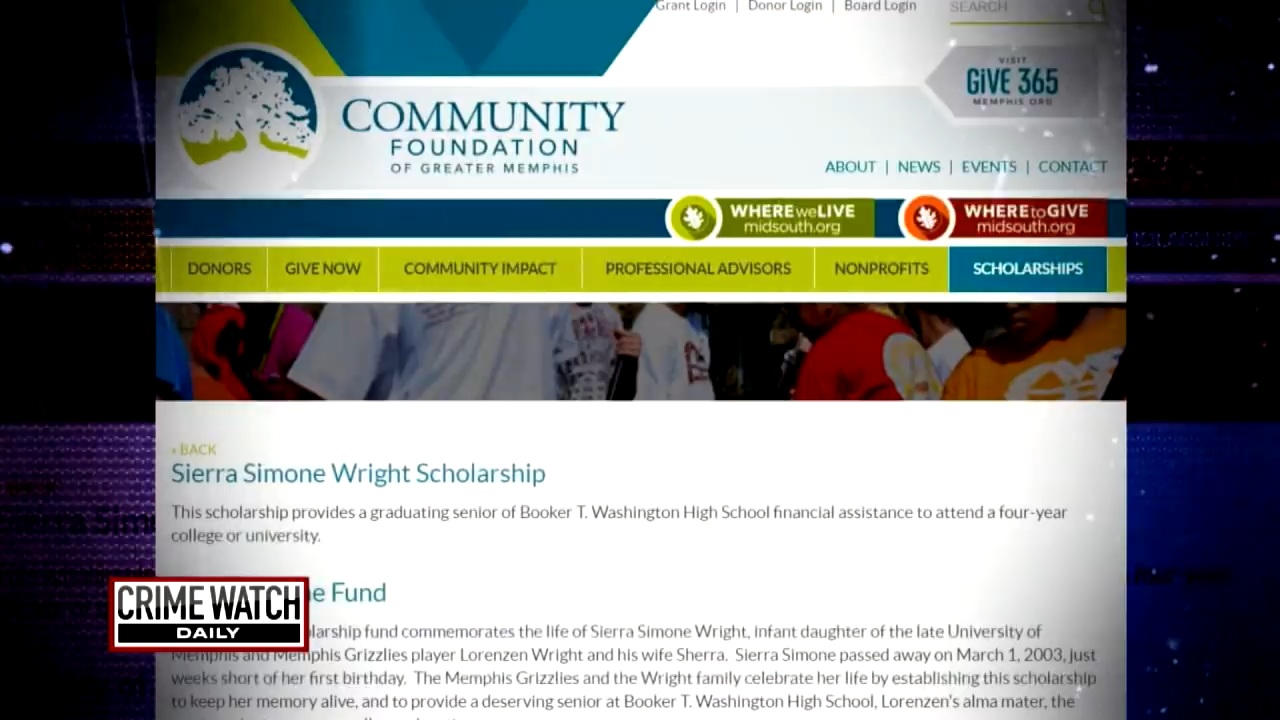 Grant Login | Donor Login | Board Login
SEARCH
VISIT
GIVE 365
MEMPHIS.ORG
COMMUNITY
FOUNDATION
OF GREATER MEMPHIS
ABOUT | NEWS | EVENTS | CONTACT
WHEREweLIVE
midsouth.org
WHEREtoGIVE
midsouth.org
DONORS
GIVE NOW
COMMUNITY IMPACT
PROFESSIONAL ADVISORS
NONPROFITS
SCHOLARSHIPS
‹ BACK
Sierra Simone Wright Scholarship
This scholarship provides a graduating senior of Booker T. Washington High School financial assistance to attend a four-year
college or university.
Fund
CRIME WATCH
DAILY
fund commemorates the life of Sierra Simone Wright, infant daughter of the late University of
Memphis and Memphis Grizzlies player Lorenzen Wright and his wife Sherra. Sierra Simone passed away on March 1, 2003, just
weeks short of her first birthday. The Memphis Grizzlies and the Wright family celebrate her life by establishing this scholarship
to keep her memory alive, and to provide a deserving senior at Booker T. Washington High School, Lorenzen's alma mater, the